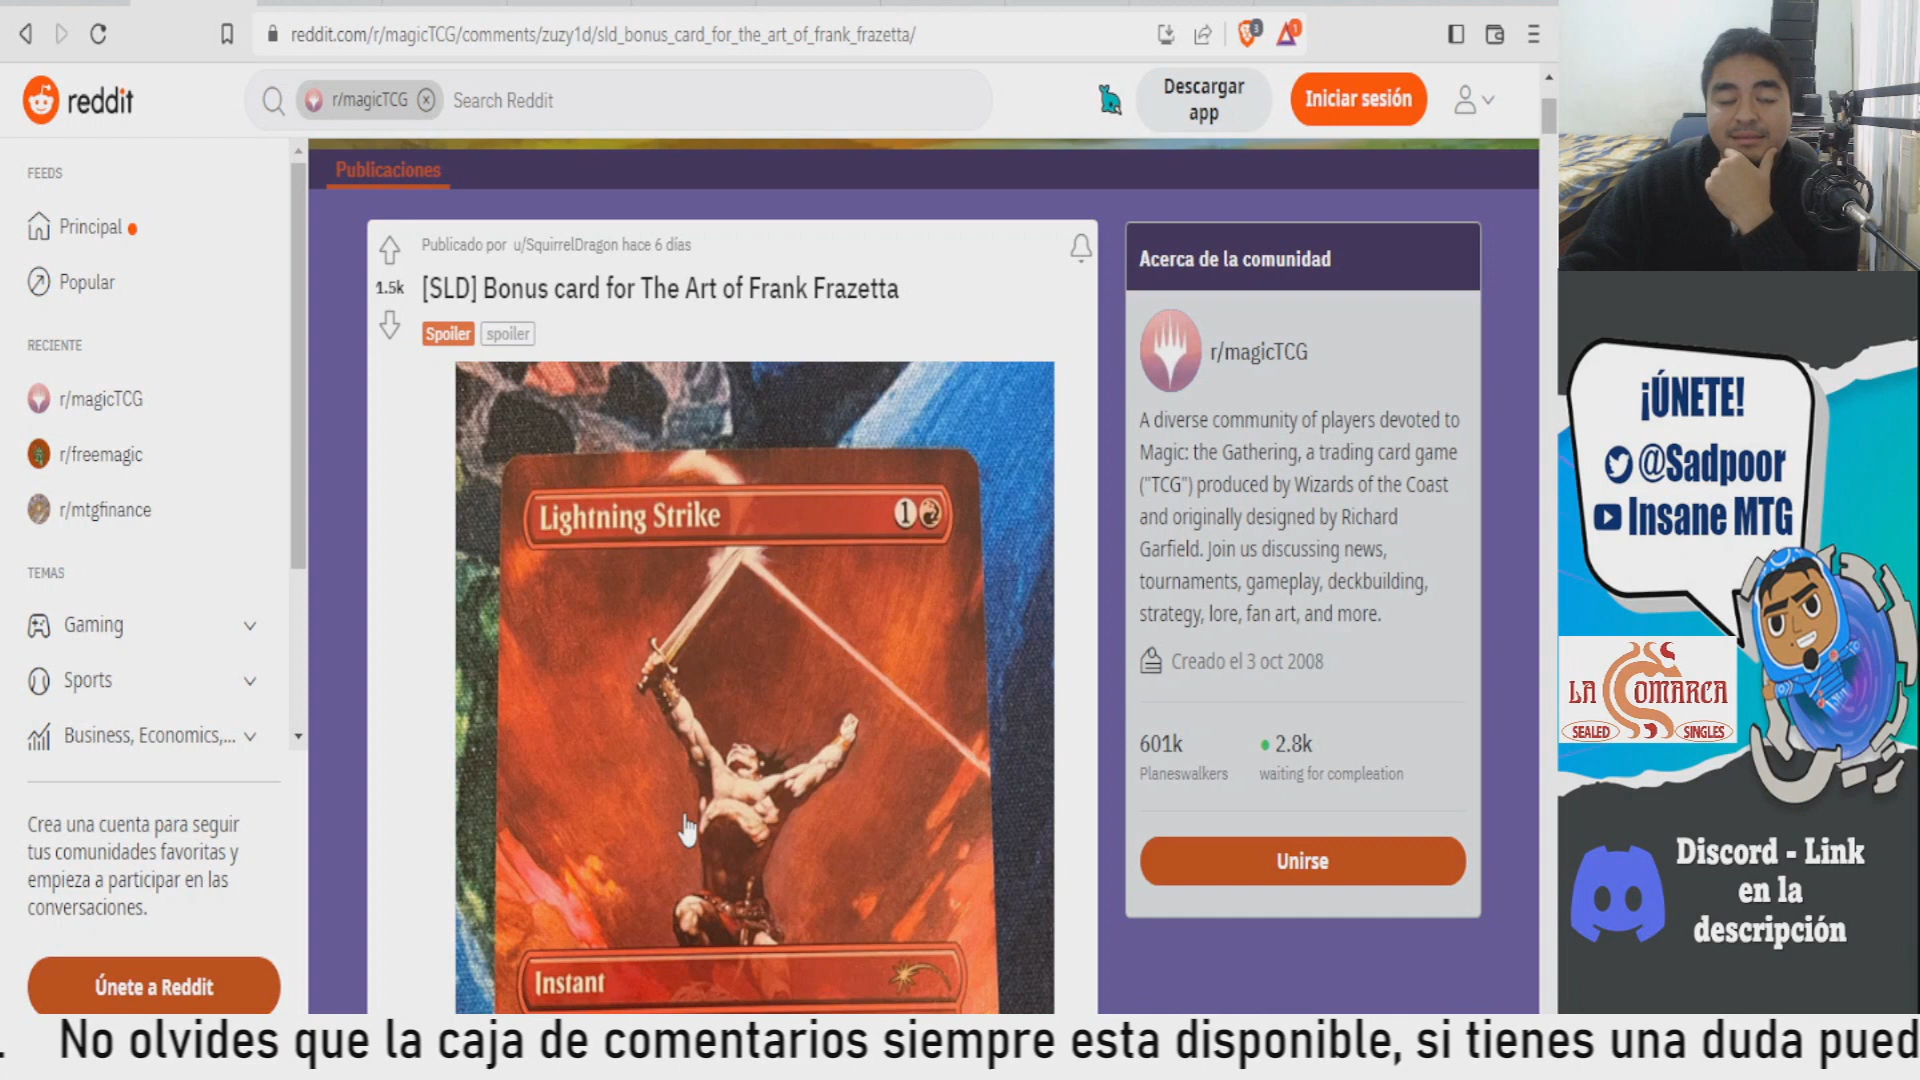 reddit.com/r/magicTCG/comments/zuzy1d/sld_bonus_card_for_the_art_of_frank_frazetta/
3
1
reddit
r/magicTCG
Search Reddit
Descargar
app
Iniciar sesión
FEEDS
Principal
Popular
RECIENTE
r/magicTCG
r/freemagic
r/mtgfinance
TEMAS
Gaming
Sports
Business, Economics,...
Crea una cuenta para seguir
tus comunidades favoritas y
empieza a participar en las
conversaciones.
Únete a Reddit
Publicaciones
Publicado por u/SquirrelDragon hace 6 días
1.5k
[SLD] Bonus card for The Art of Frank Frazetta
Spoiler spoiler
Lightning Strike 1
Instant
Acerca de la comunidad
r/magicTCG
A diverse community of players devoted to
Magic: the Gathering, a trading card game
("TCG") produced by Wizards of the Coast
and originally designed by Richard
Garfield. Join us discussing news,
tournaments, gameplay, deckbuilding,
strategy, lore, fan art, and more.
Creado el 3 oct 2008
601k 2.8k
Planeswalkers waiting for compleation
Unirse
¡ÚNETE!
@Sadpoor
Insane MTG
LA COMARCA
SEALED SINGLES
Discord - Link
en la
descripción
. No olvides que la caja de comentarios siempre esta disponible, si tienes una duda pued